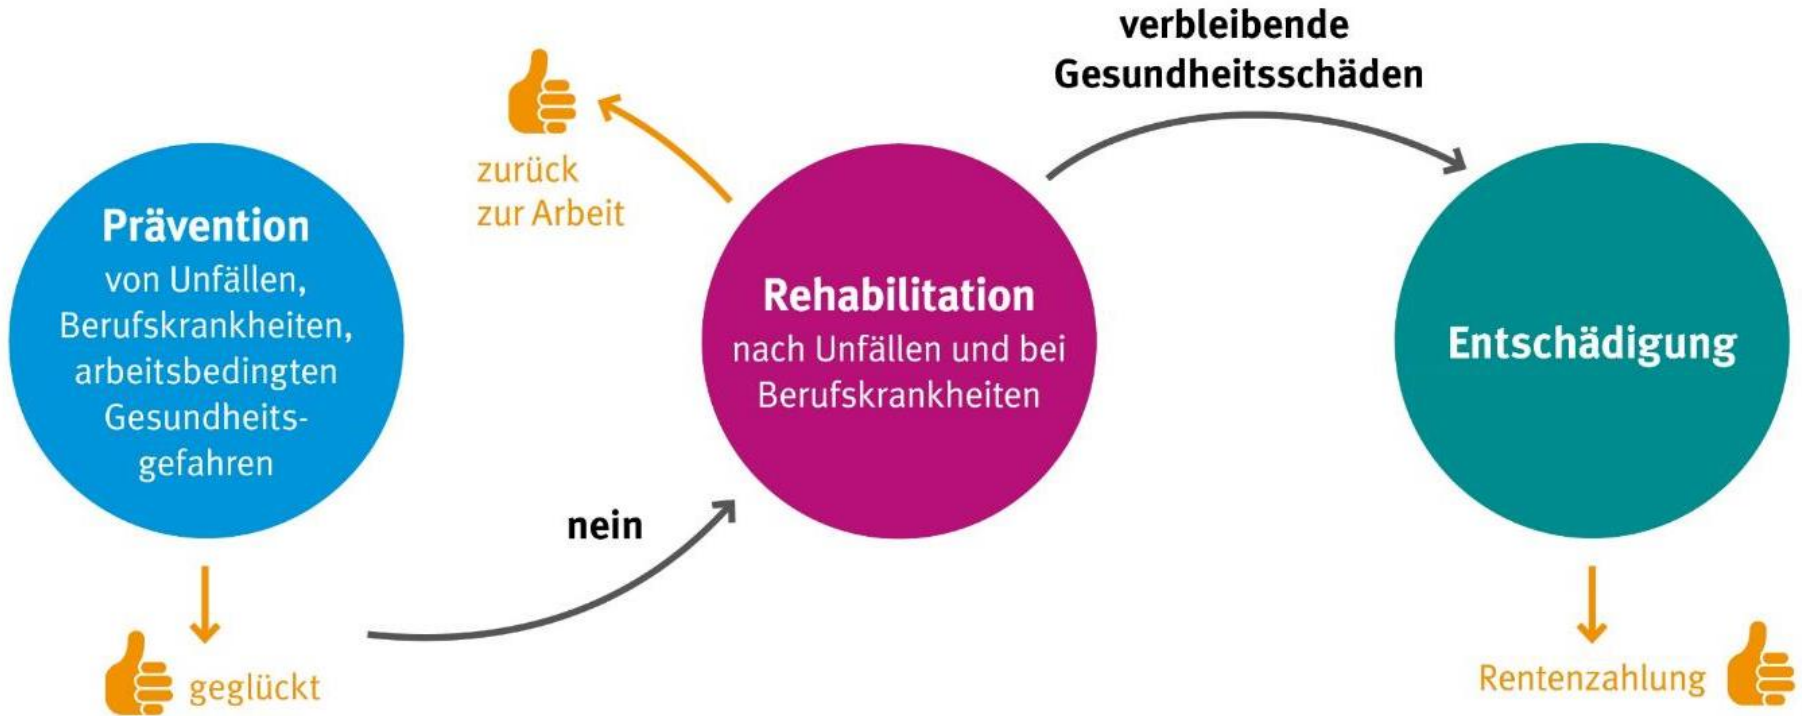 Prävention
von Unfällen,
Berufskrankheiten,
arbeitsbedingten
Gesundheits-
gefahren
geglückt
nein
zurück
zur Arbeit
Rehabilitation
nach Unfällen und bei
Berufskrankheiten
verbleibende
Gesundheitsschäden
Entschädigung
Rentenzahlung